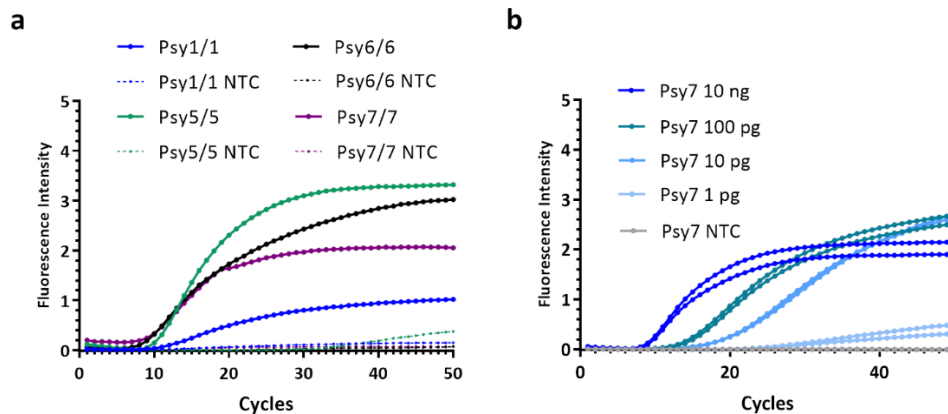 a
Psy1/1
Psy6/6
Psy1/1 NTC
Psy6/6 NTC
Psy5/5
Psy7/7
Psy5/5 NTC
Psy7/7 NTC
5
4
3
2
1
0
Fluorescence Intensity
0 10 20 30 40 50
Cycles
b
Psy7 10 ng
Psy7 100 pg
Psy7 10 pg
Psy7 1 pg
Psy7 NTC
5
4
3
2
1
0
Fluorescence Intensity
0 20 40
Cycles